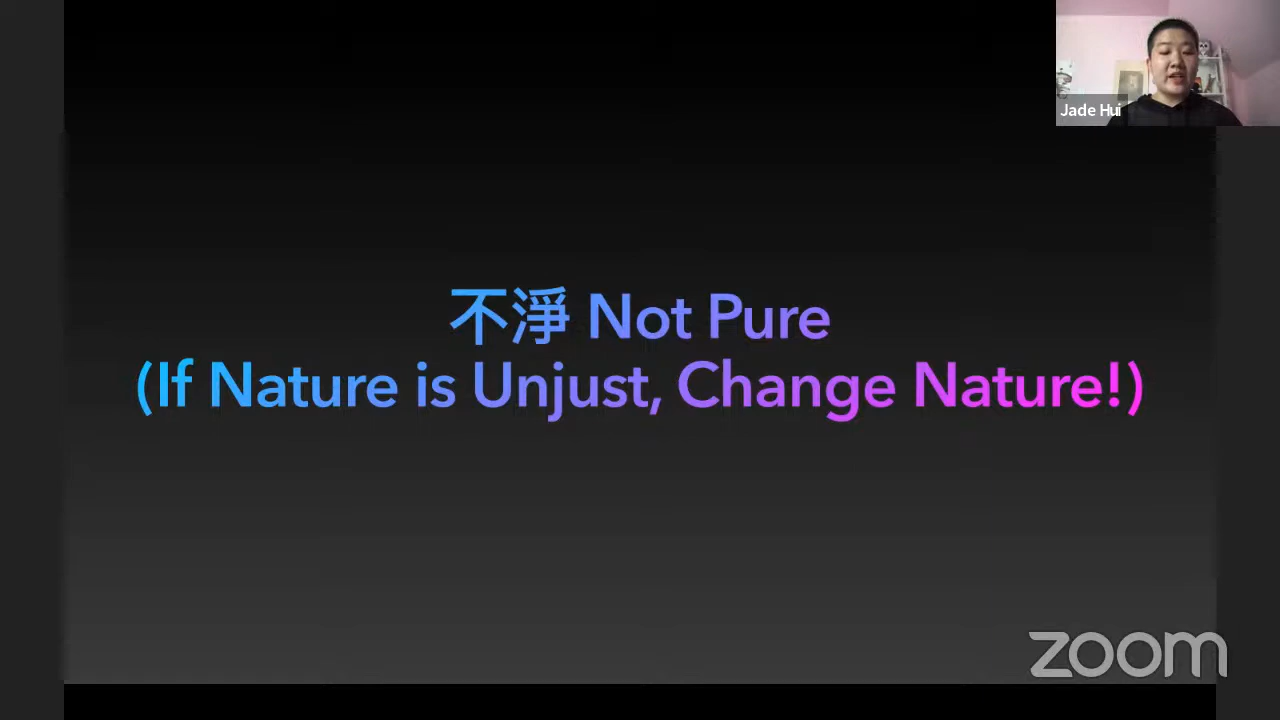 Jade Hui
不淨 Not Pure
(If Nature is Unjust, Change Nature!)
zoom